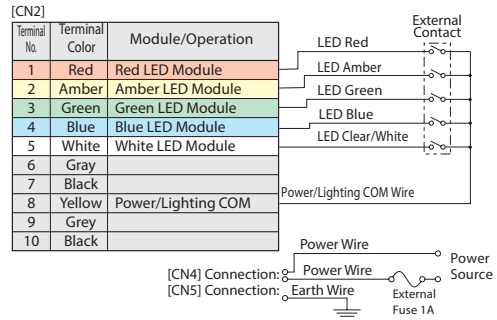 [CN2]
Terminal No. Terminal Color Module/Operation
1 Red Red LED Module
2 Amber Amber LED Module
3 Green Green LED Module
4 Blue Blue LED Module
5 White White LED Module
6 Gray
7 Black
8 Yellow Power/Lighting COM
9 Grey
10 Black
External Contact
LED Red
LED Amber
LED Green
LED Blue
LED Clear/White
Power/Lighting COM Wire
Power Wire
[CN4] Connection: Power Wire
Power Source
[CN5] Connection: Earth Wire
External
Fuse 1A